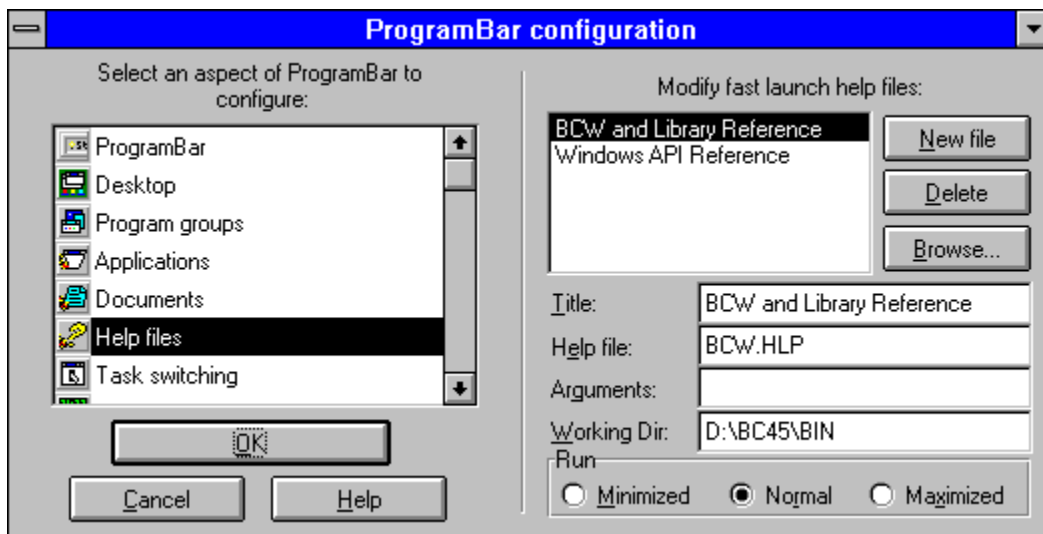 ProgramBar configuration
Select an aspect of ProgramBar to
configure:
ProgramBar
Desktop
Program groups
Applications
Documents
Help files
Task switching
OK
Cancel
Help
Modify fast launch help files:
BCW and Library Reference
Windows API Reference
New file
Delete
Browse...
Title: BCW and Library Reference
Help file: BCW.HLP
Arguments:
Working Dir: D:\BC45\BIN
Run
Minimized Normal Maximized